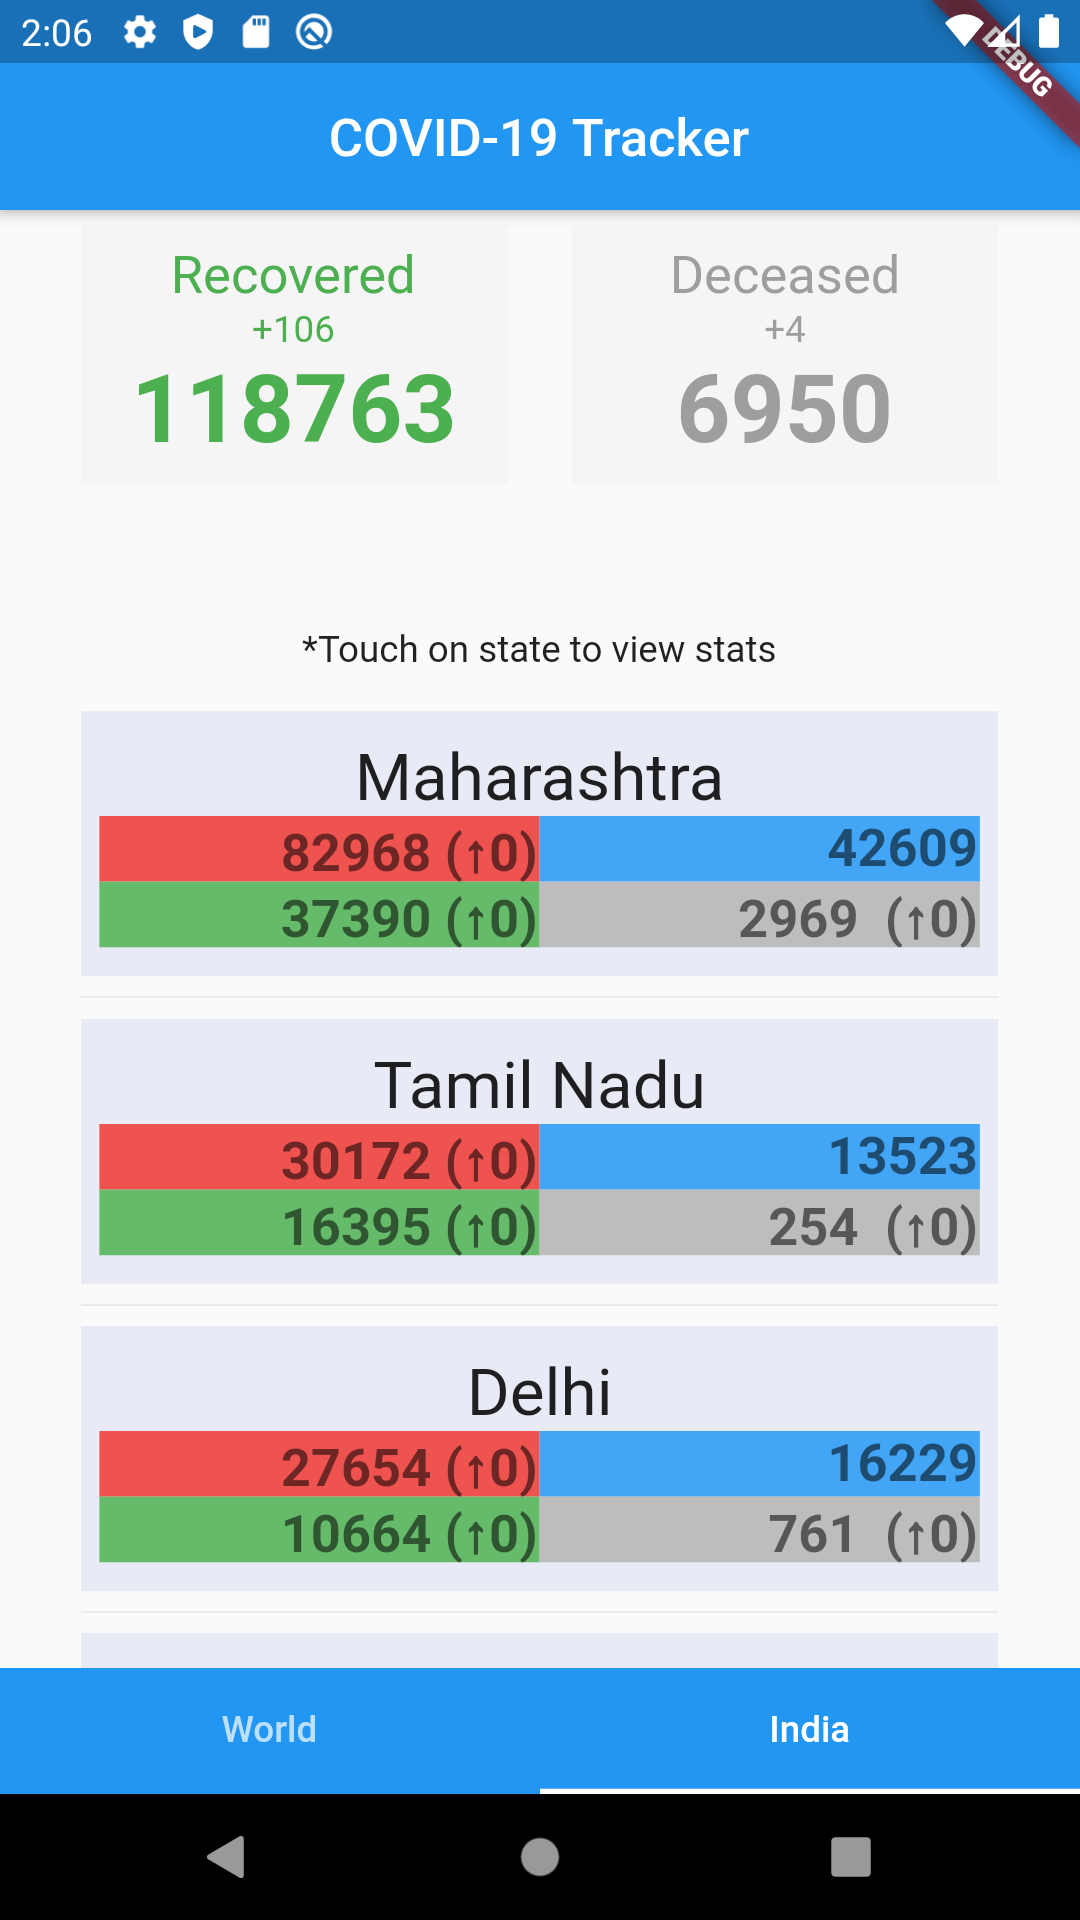 2:06
DEBUG
COVID-19 Tracker
Recovered
+106
118763
Deceased
+4
6950
*Touch on state to view stats
Maharashtra
82968 (↑0) 42609
37390 (↑0) 2969 (↑0)
Tamil Nadu
30172 (↑0) 13523
16395 (↑0) 254 (↑0)
Delhi
27654 (↑0) 16229
10664 (↑0) 761 (↑0)
World India